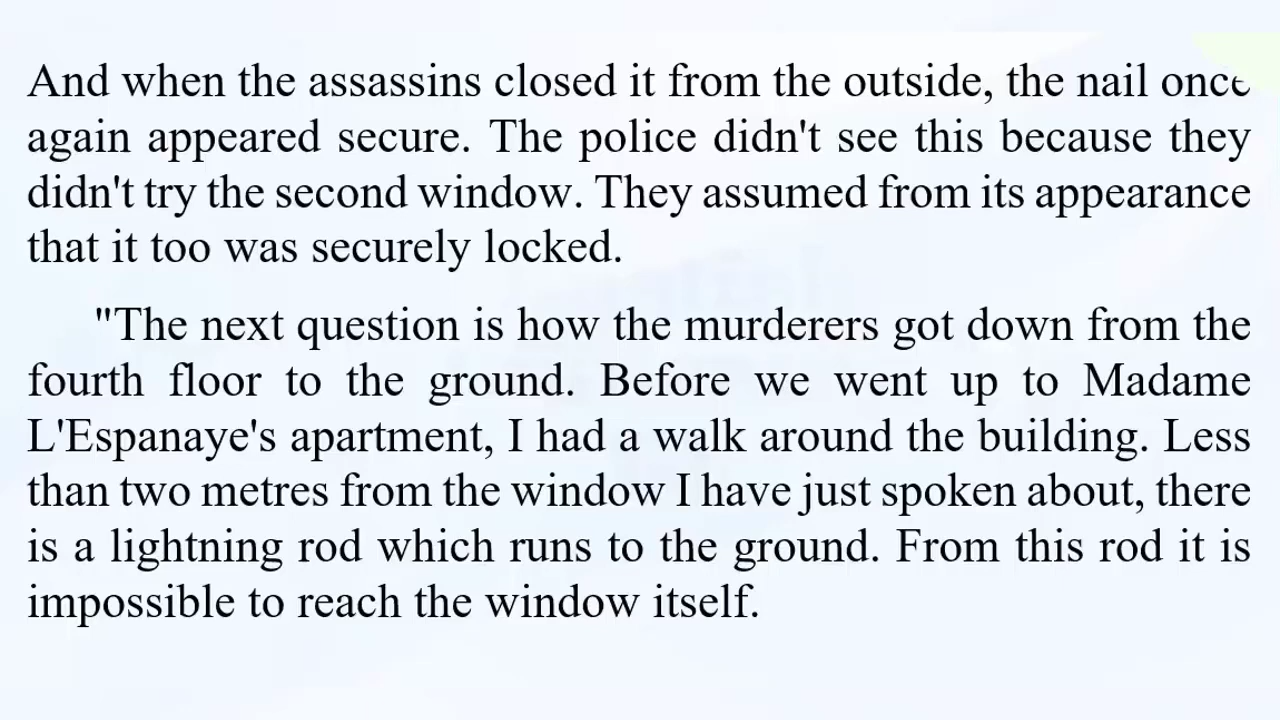 And when the assassins closed it from the outside, the nail once
again appeared secure. The police didn't see this because they
didn't try the second window. They assumed from its appearance
that it too was securely locked.
"The next question is how the murderers got down from the
fourth floor to the ground. Before we went up to Madame
L'Espanaye's apartment, I had a walk around the building. Less
than two metres from the window I have just spoken about, there
is a lightning rod which runs to the ground. From this rod it is
impossible to reach the window itself.